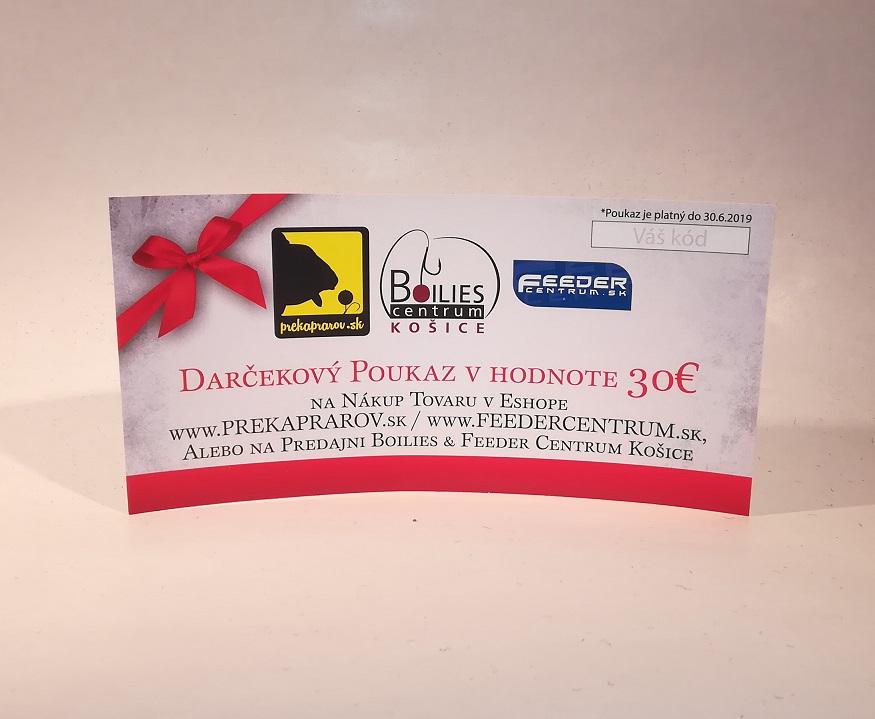 *Poukaz je platný do 30.6.2019
Váš kód
prekaprarov.sk
BOILIES
centrum
KOŠICE
FEEDER
CENTRUM.SK
DARČEKOVÝ POUKAZ V HODNOTE 30€
NA NÁKUP TOVARU V ESHOPE
WWW.PREKAPRAROV.SK / WWW.FEEDERCENTRUM.SK,
ALEBO NA PREDAJNI BOILIES & FEEDER CENTRUM KOŠICE